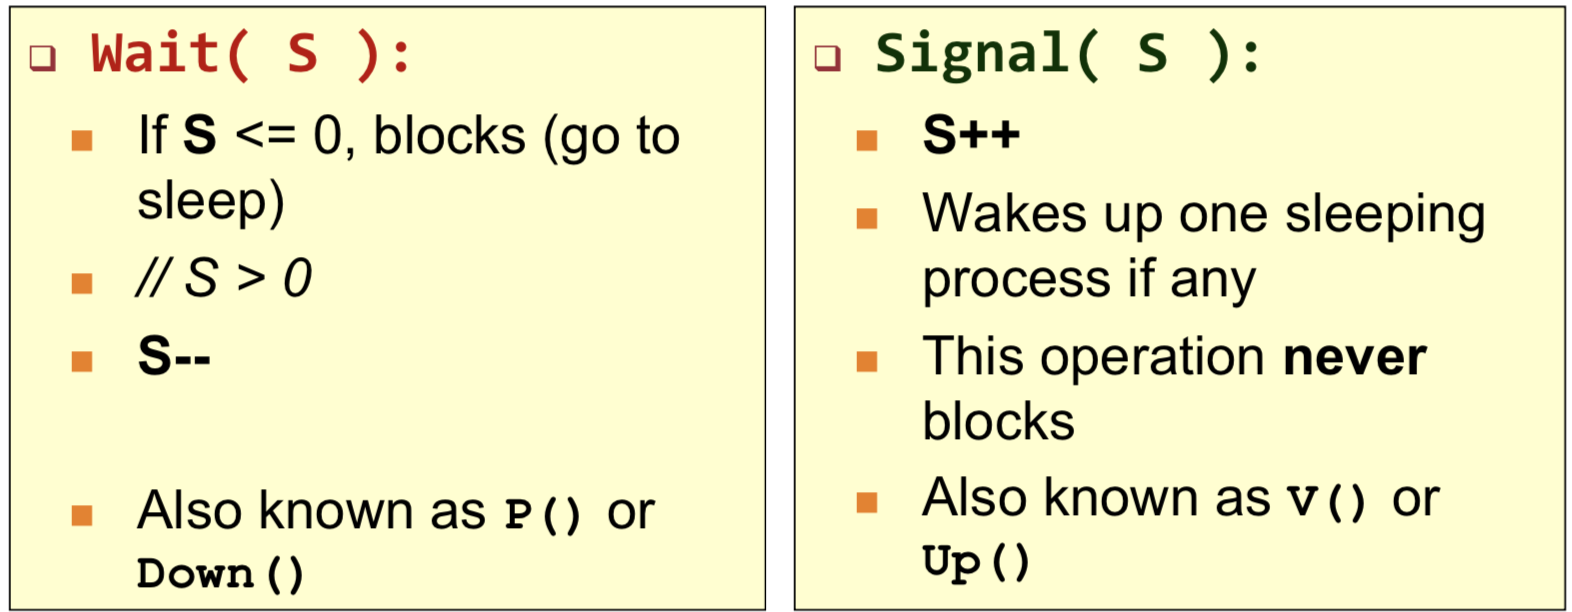 Wait( S ):
If S <= 0, blocks (go to
sleep)
// S > 0
S--
Also known as P() or
Down()
Signal( S ):
S++
Wakes up one sleeping
process if any
This operation never
blocks
Also known as V() or
Up()